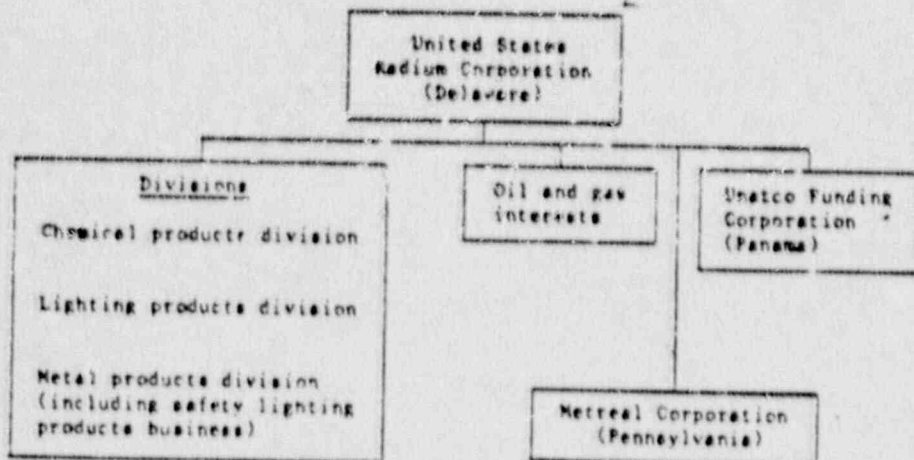 United States
Radium Corporation
(Delaware)
Divisions
Chemical products division
Lighting products division
Metal products division
(including safety lighting
products business)
Oil and gas
interests
Unatco Funding
Corporation
(Panama)
Metreal Corporation
(Pennsylvania)